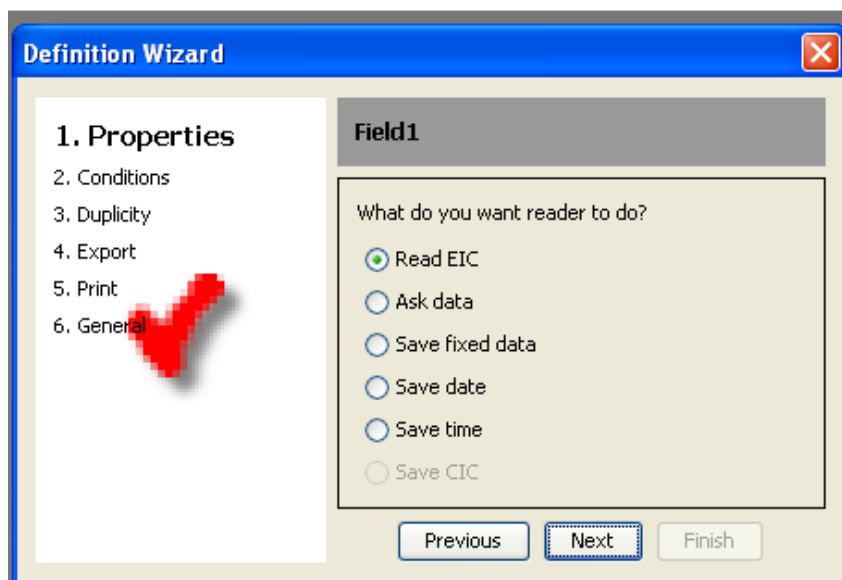 Definition Wizard
1. Properties
2. Conditions
3. Duplicity
4. Export
5. Print
6. General
Field1
What do you want reader to do?
Read EIC
Ask data
Save fixed data
Save date
Save time
Save CIC
Previous
Next
Finish